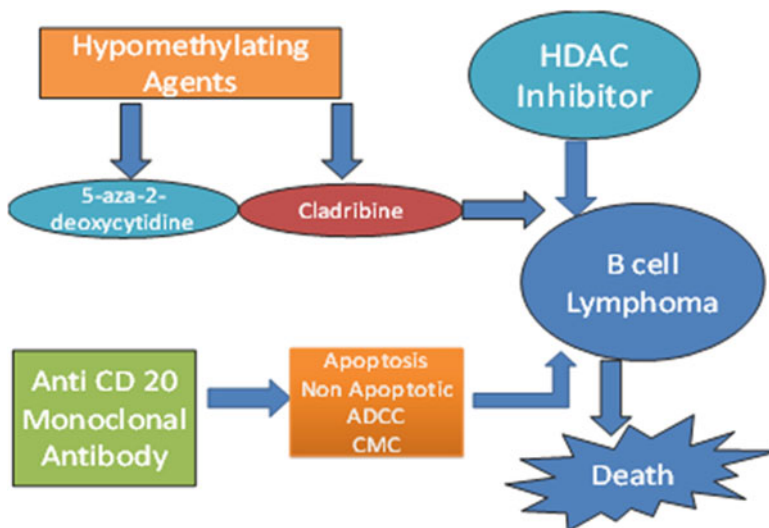 Hypomethylating
Agents
HDAC
Inhibitor
5-aza-2-
deoxycytidine
Cladribine
B cell
Lymphoma
Anti CD 20
Monoclonal
Antibody
Apoptosis
Non Apoptotic
ADCC
CMC
Death